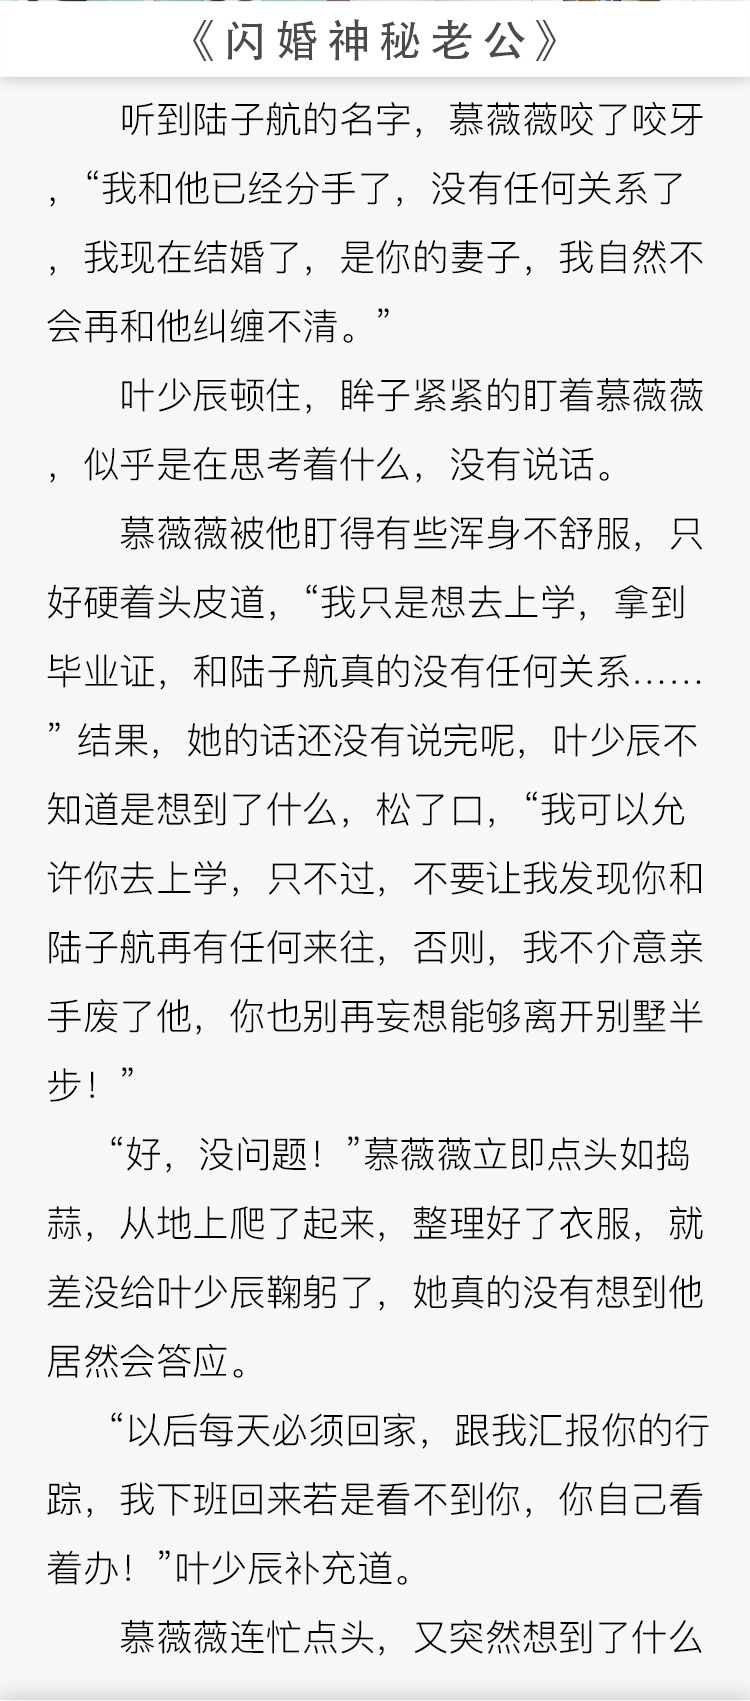 《闪婚神秘老公》
听到陆子航的名字，慕薇薇咬了咬牙
，“我和他已经分手了，没有任何关系了
，我现在结婚了，是你的妻子，我自然不
会再和他纠缠不清。”
叶少辰顿住，眸子紧紧的盯着慕薇薇
，似乎是在思考着什么，没有说话。
慕薇薇被他盯得有些浑身不舒服，只
好硬着头皮道，“我只是想去上学，拿到
毕业证，和陆子航真的没有任何关系……
” 结果，她的话还没有说完呢，叶少辰不
知道是想到了什么，松了口，“我可以允
许你去上学，只不过，不要让我发现你和
陆子航再有任何来往，否则，我不介意亲
手废了他，你也别再妄想能够离开别墅半
步！”
“好，没问题！”慕薇薇立即点头如捣
蒜，从地上爬了起来，整理好了衣服，就
差没给叶少辰鞠躬了，她真的没有想到他
居然会答应。
“以后每天必须回家，跟我汇报你的行
踪，我下班回来若是看不到你，你自己看
着办！”叶少辰补充道。
慕薇薇连忙点头，又突然想到了什么